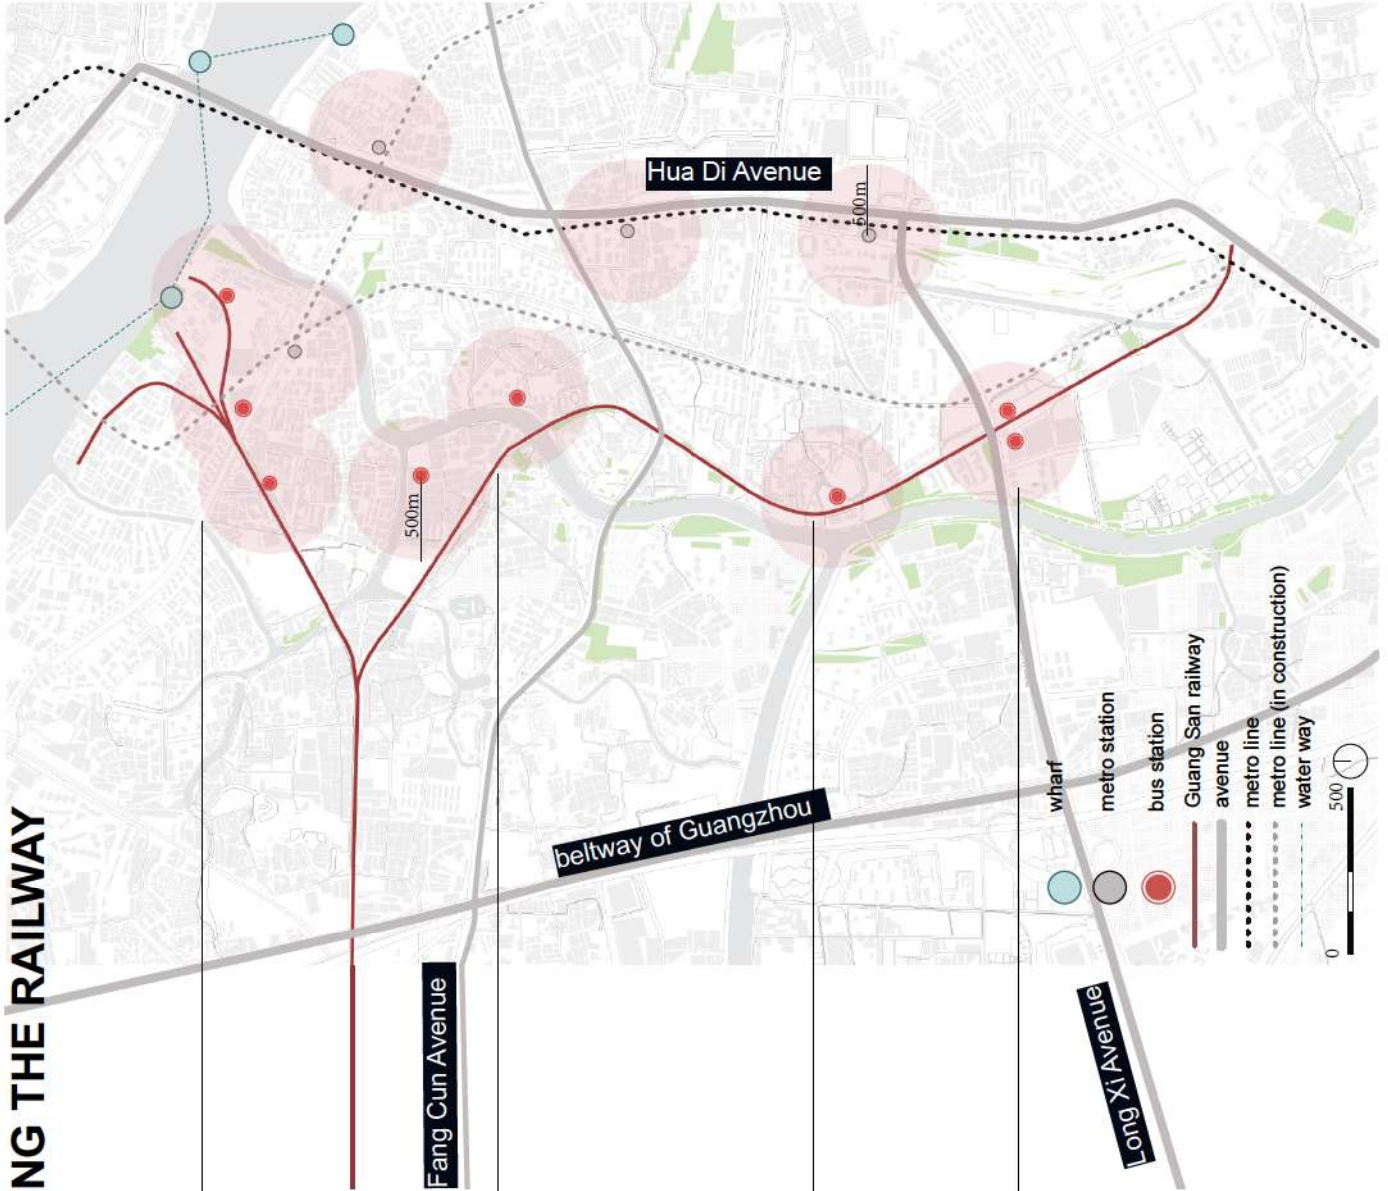 NG THE RAILWAY
Hua Di Avenue
500m
500m
beltway of Guangzhou
Fang Cun Avenue
Long Xi Avenue
wharf
metro station
bus station
Guang San railway
avenue
metro line
metro line (in construction)
water way
0
500